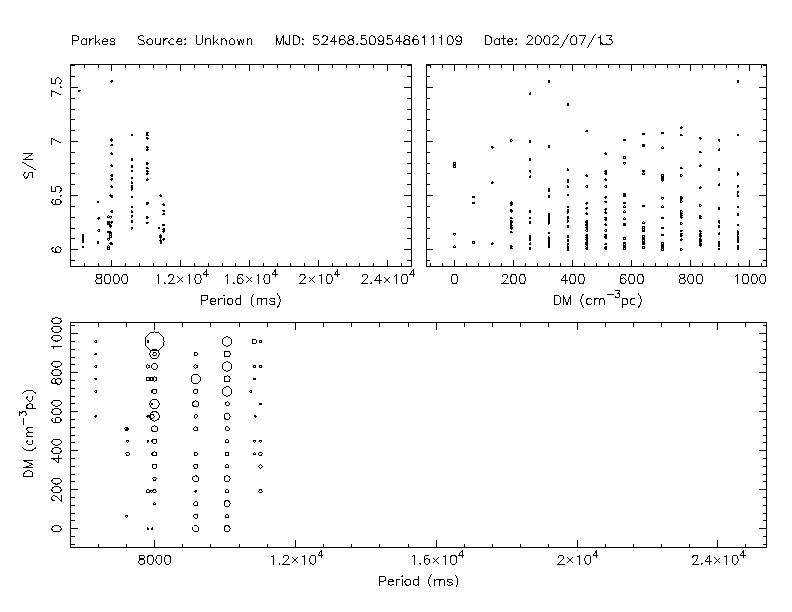 Parkes Source: Unknown MJD: 52468.509548611109 Date: 2002/07/13
S/N
6 6.5 7 7.5
8000 1.2×10⁴ 1.6×10⁴ 2×10⁴ 2.4×10⁴
Period (ms)
0 200 400 600 800 1000
DM (cm⁻³pc)
DM (cm⁻³pc)
0 200 400 600 800 1000
8000 1.2×10⁴ 1.6×10⁴ 2×10⁴ 2.4×10⁴
Period (ms)